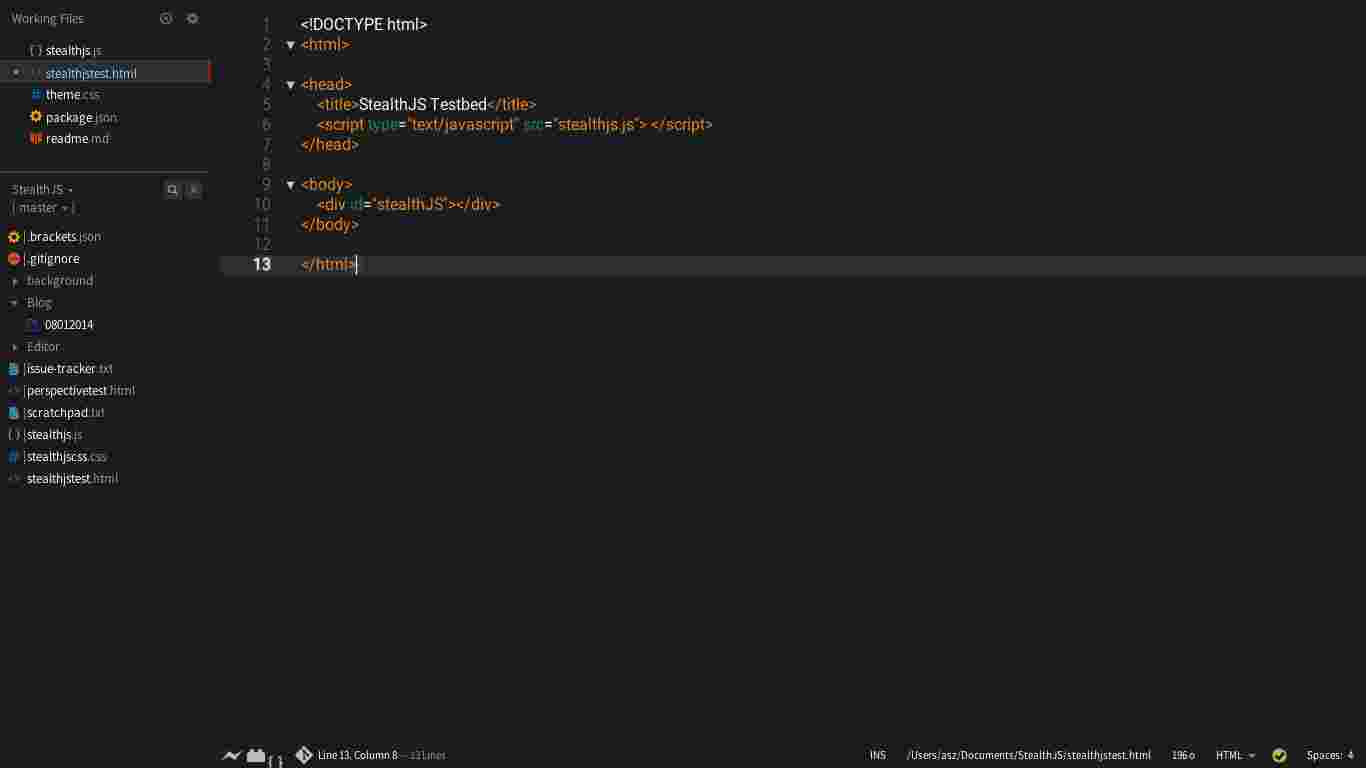 Working Files
{ } stealthjs.js
stealthjstest.html
# theme.css
package.json
readme.md
StealthJS
[ master ]
.brackets.json
.gitignore
background
Blog
08012014
Editor
issue-tracker.txt
<> perspectivetest.html
scratchpad.txt
{ } stealthjs.js
# stealthjscss.css
<> stealthjstest.html
1 <!DOCTYPE html>
2 <html>
3
4 <head>
5 <title>StealthJS Testbed</title>
6 <script type="text/javascript" src="stealthjs.js"> </script>
7 </head>
8
9 <body>
10 <div id="stealthJS"></div>
11 </body>
12
13 </html>
Line 13, Column 8 — 13 Lines
INS /Users/asz/Documents/StealthJS/stealthjstest.html 196o HTML Spaces: 4